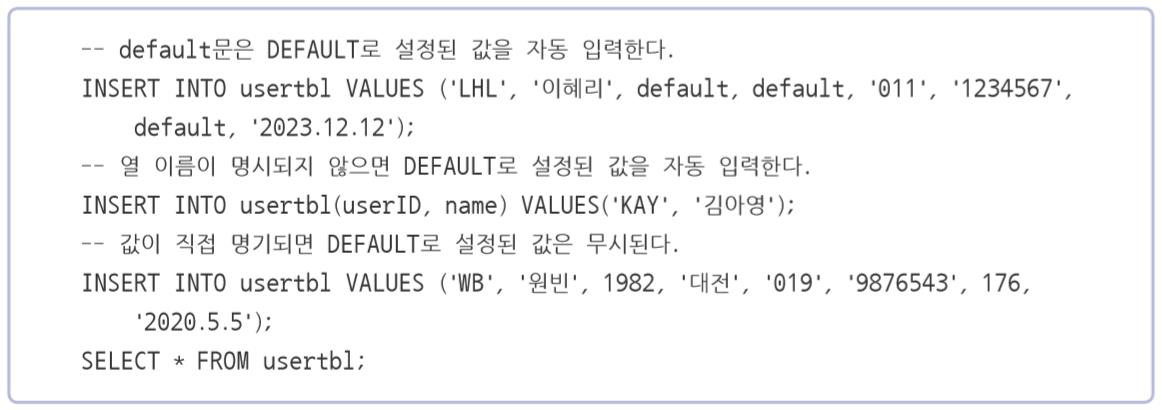 -- default문은 DEFAULT로 설정된 값을 자동 입력한다.
INSERT INTO usertbl VALUES ('LHL', '이혜리', default, default, '011', '1234567',
default, '2023.12.12');
-- 열 이름이 명시되지 않으면 DEFAULT로 설정된 값을 자동 입력한다.
INSERT INTO usertbl(userID, name) VALUES('KAY', '김아영');
-- 값이 직접 명기되면 DEFAULT로 설정된 값은 무시된다.
INSERT INTO usertbl VALUES ('WB', '원빈', 1982, '대전', '019', '9876543', 176,
'2020.5.5');
SELECT * FROM usertbl;